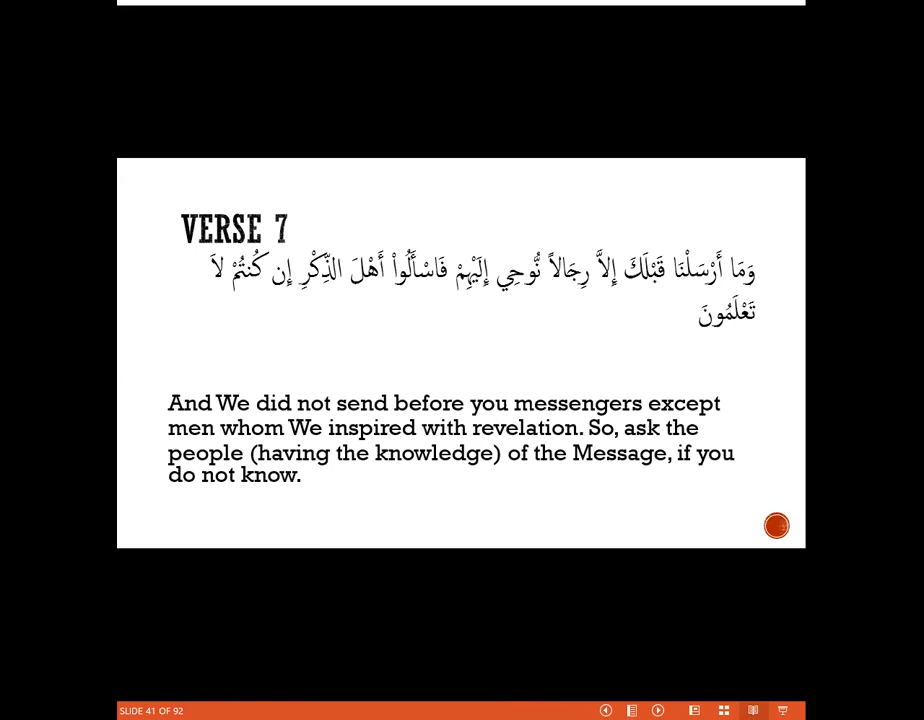 VERSE 7
وَمَا أَرْسَلْنَا قَبْلَكَ إِلاَّ رِجَالاً نُّوحِي إِلَيْهِمْ فَاسْأَلُواْ أَهْلَ الذِّكْرِ إِن كُنتُمْ لاَ
تَعْلَمُونَ
And We did not send before you messengers except
men whom We inspired with revelation. So, ask the
people (having the knowledge) of the Message, if you
do not know.
SLIDE 41 OF 92